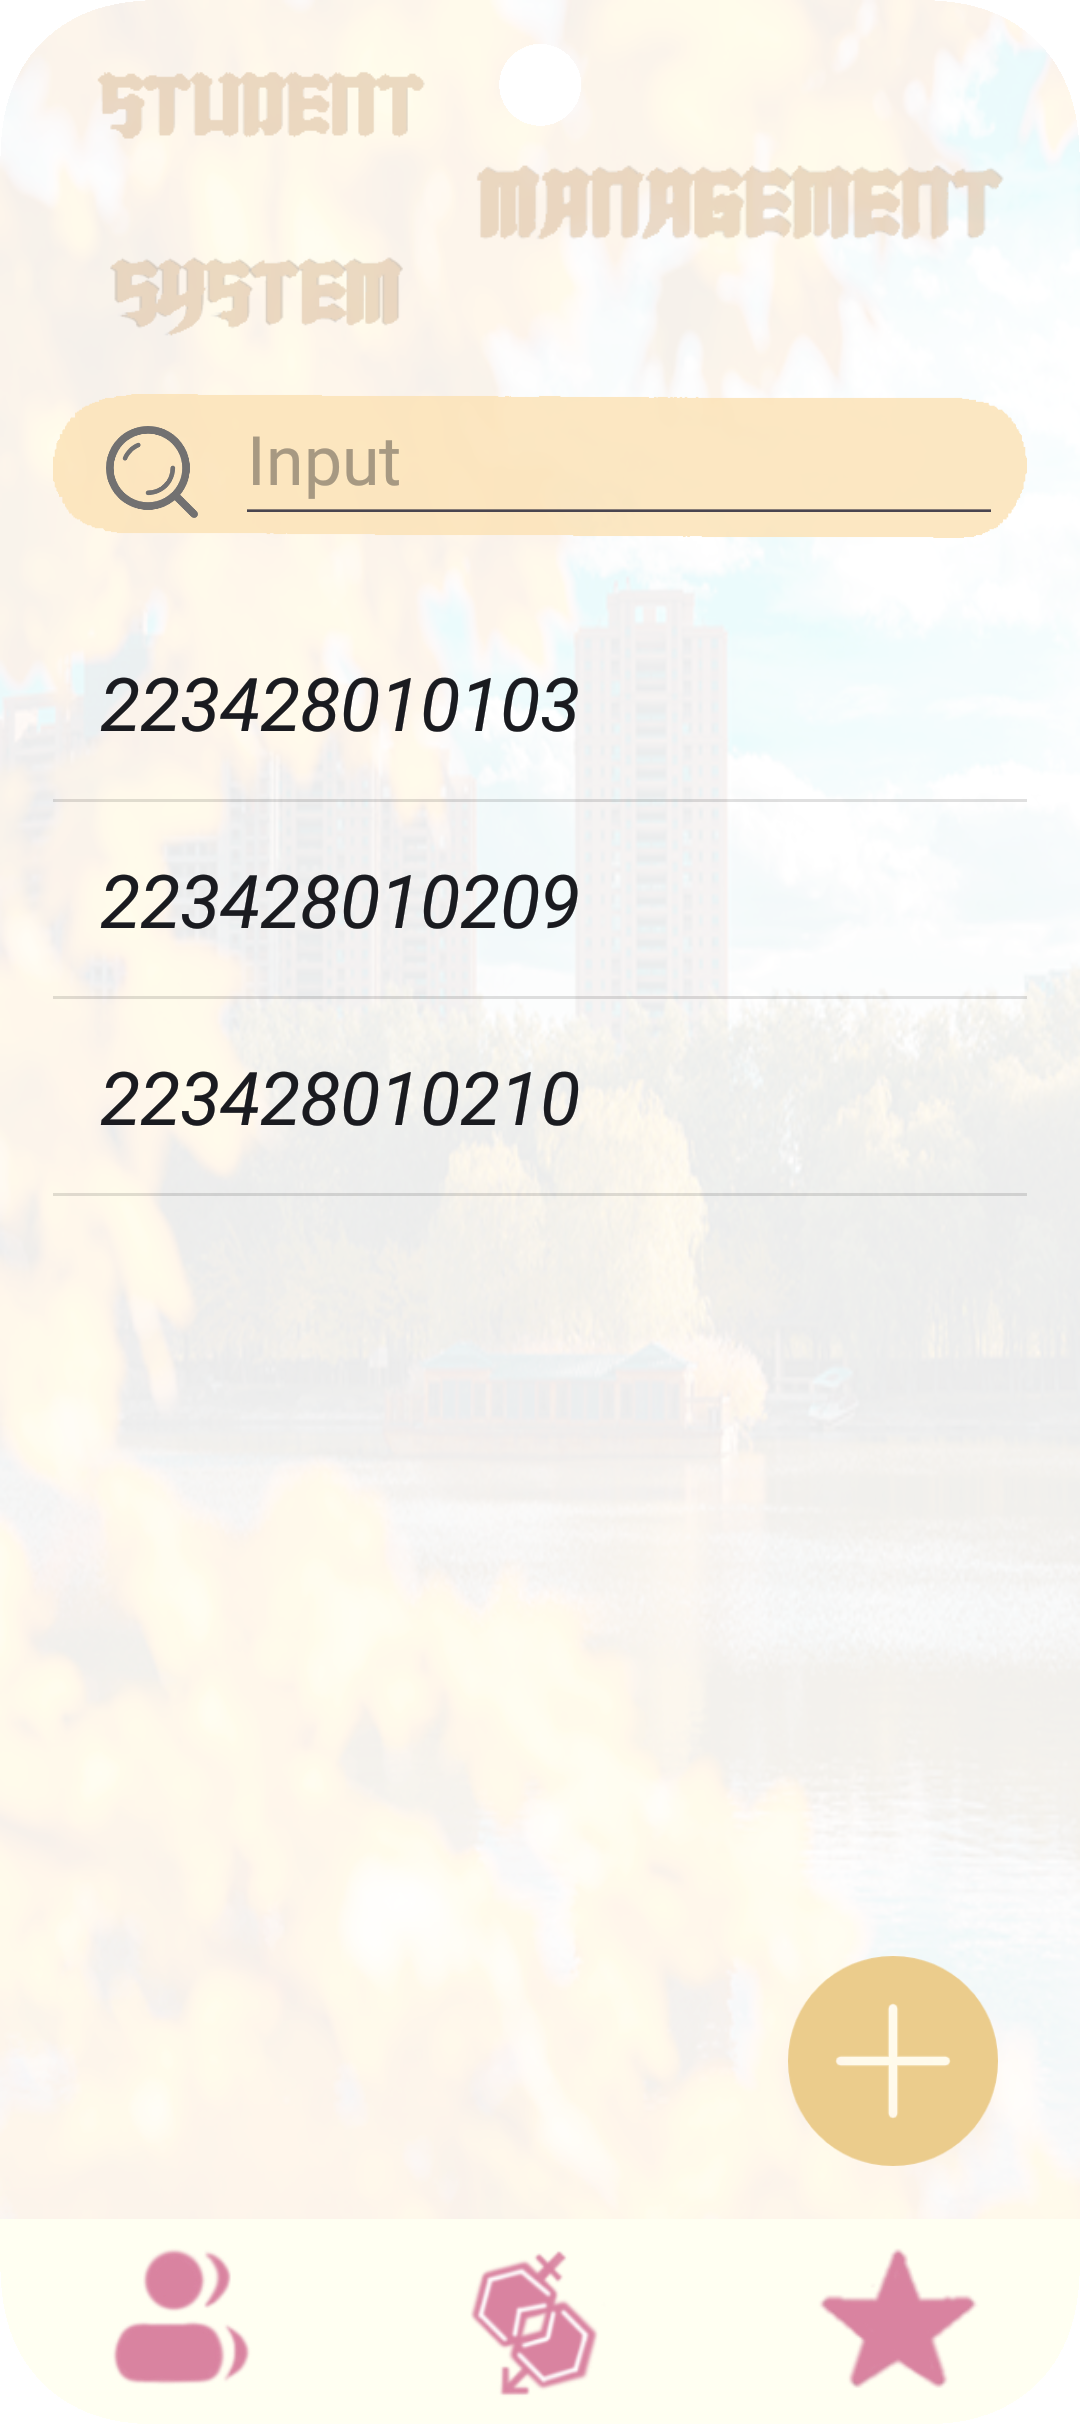 STUDENT
MANAGEMENT
SYSTEM
Input
223428010103
223428010209
223428010210